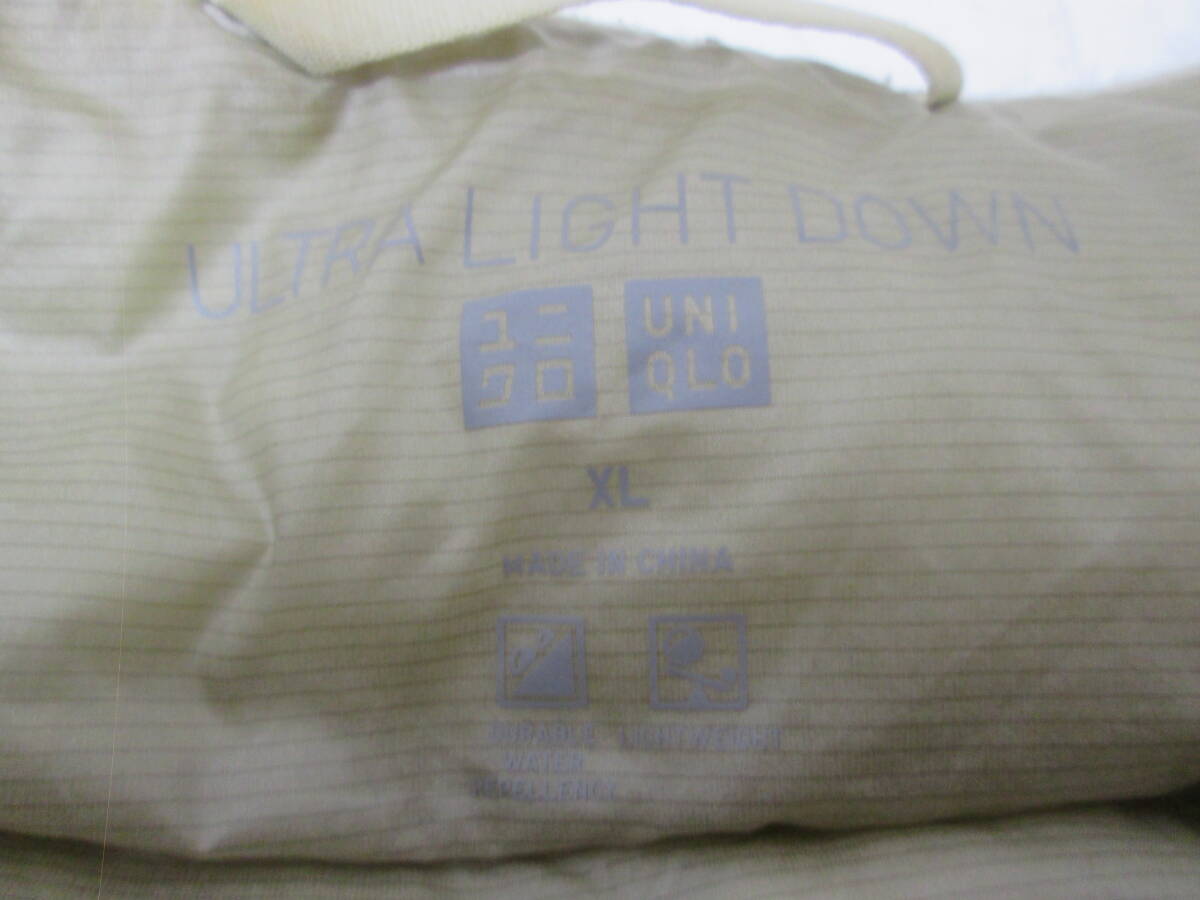 ULTRA LIGHT DOWN
ユニ
クロ
UNI
QLO
XL
MADE IN CHINA
DURABLE
WATER
REPELLENCY
LIGHTWEIGHT